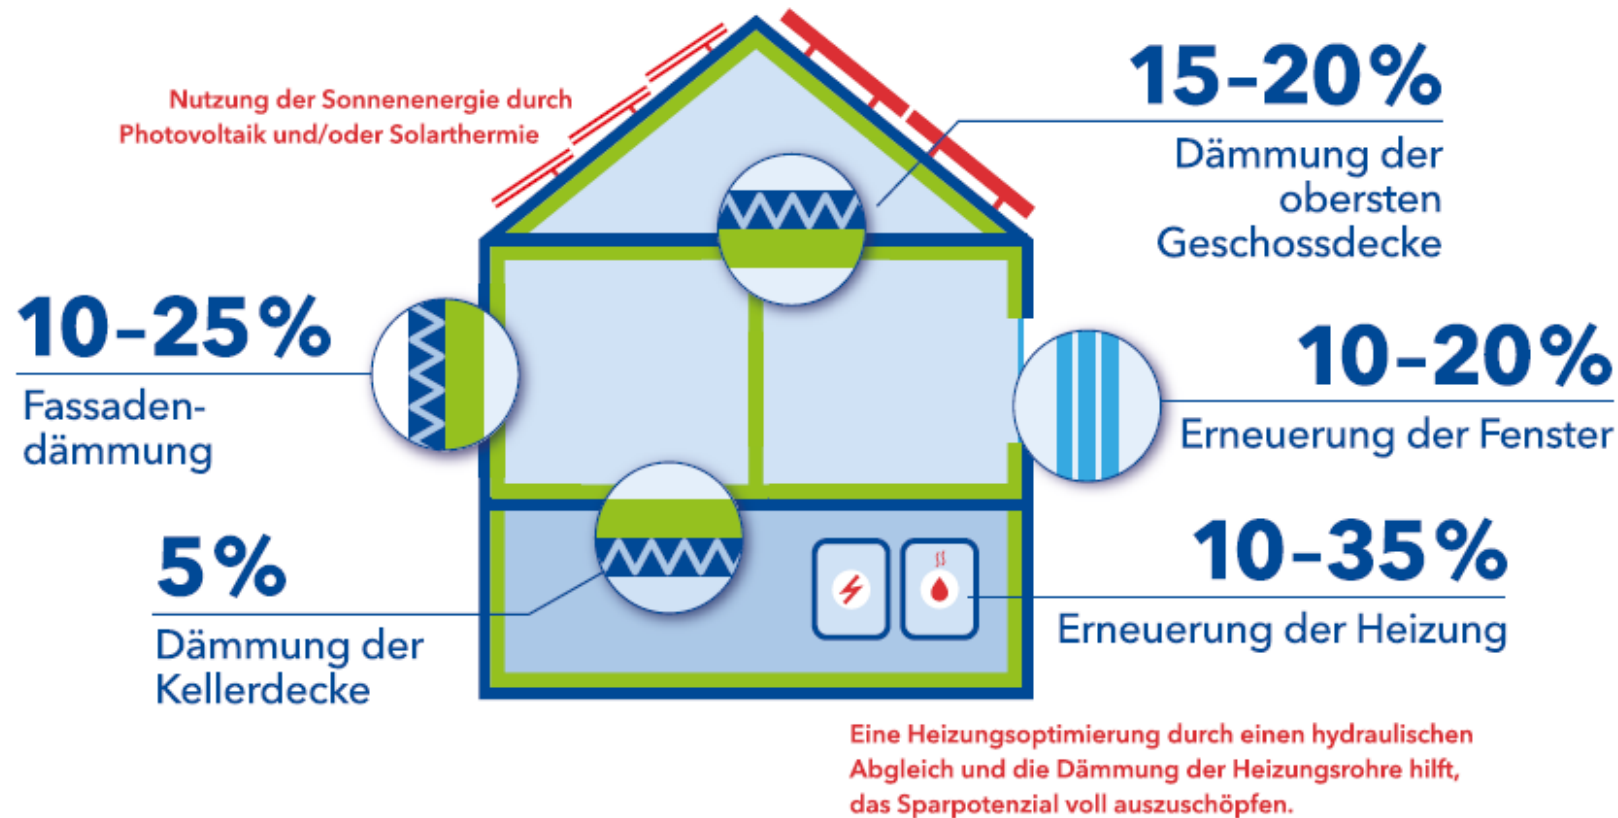 Nutzung der Sonnenenergie durch
Photovoltaik und/oder Solarthermie
15–20%
Dämmung der
obersten
Geschossdecke
10–25%
Fassaden-
dämmung
10–20%
Erneuerung der Fenster
5%
Dämmung der
Kellerdecke
10–35%
Erneuerung der Heizung
Eine Heizungsoptimierung durch einen hydraulischen
Abgleich und die Dämmung der Heizungsrohre hilft,
das Sparpotenzial voll auszuschöpfen.